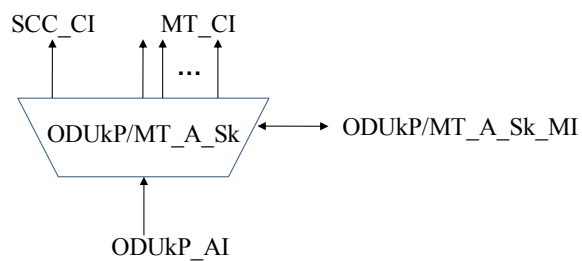 SCC_CI MT_CI
...
ODUkP/MT_A_Sk ODUkP/MT_A_Sk_MI
ODUkP_AI